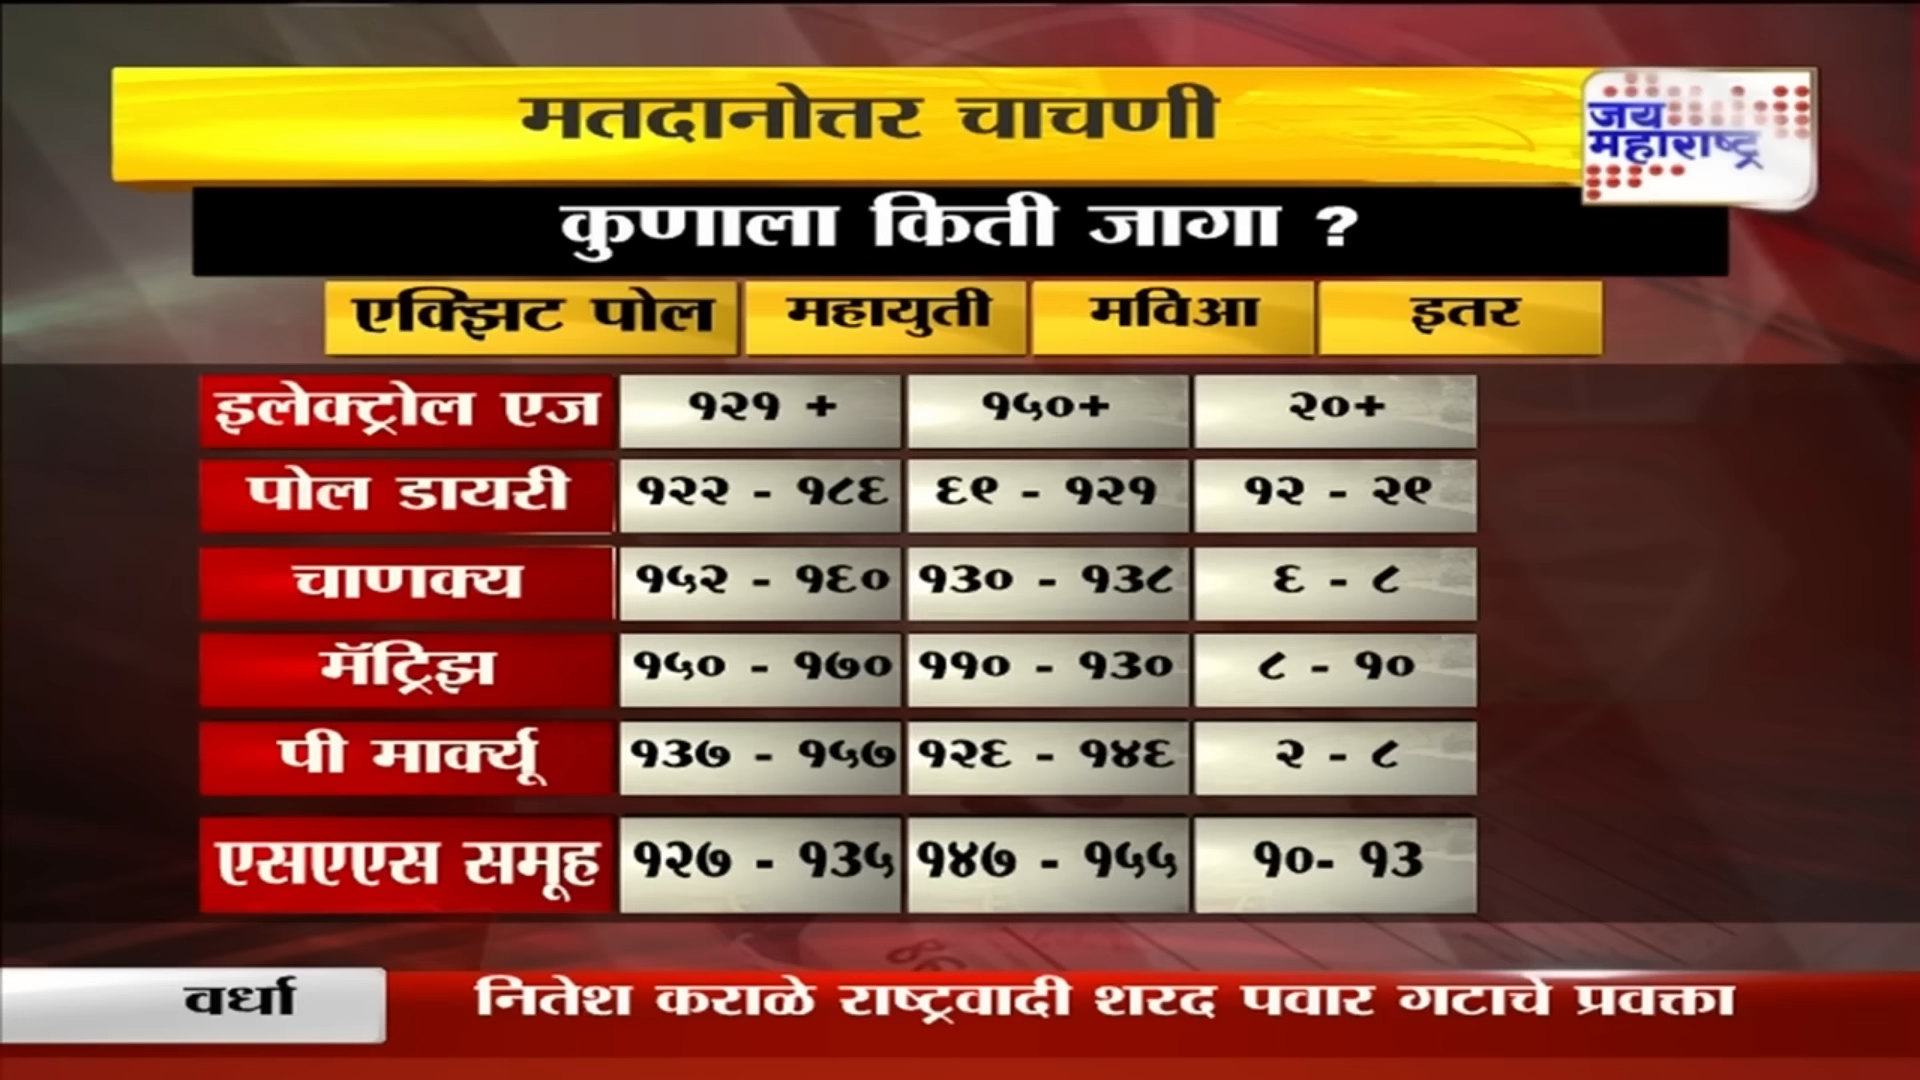 मतदानोत्तर चाचणी
जय
महाराष्ट्र
कुणाला किती जागा ?
एक्झिट पोल महायुती मविआ इतर
इलेक्ट्रोल एज १२१ + १५०+ २०+
पोल डायरी १२२ - १८६ ६९ - १२१ १२ - २९
चाणक्य १५२ - १६० १३० - १३८ ६ - ८
मॅट्रिझ १५० - १७० ११० - १३० ८ - १०
पी मार्क्यू १३७ - १५७ १२६ - १४६ २ - ८
एसएएस समूह १२७ - १३५ १४७ - १५५ १०- १३
वर्धा नितेश कराळे राष्ट्रवादी शरद पवार गटाचे प्रवक्ता